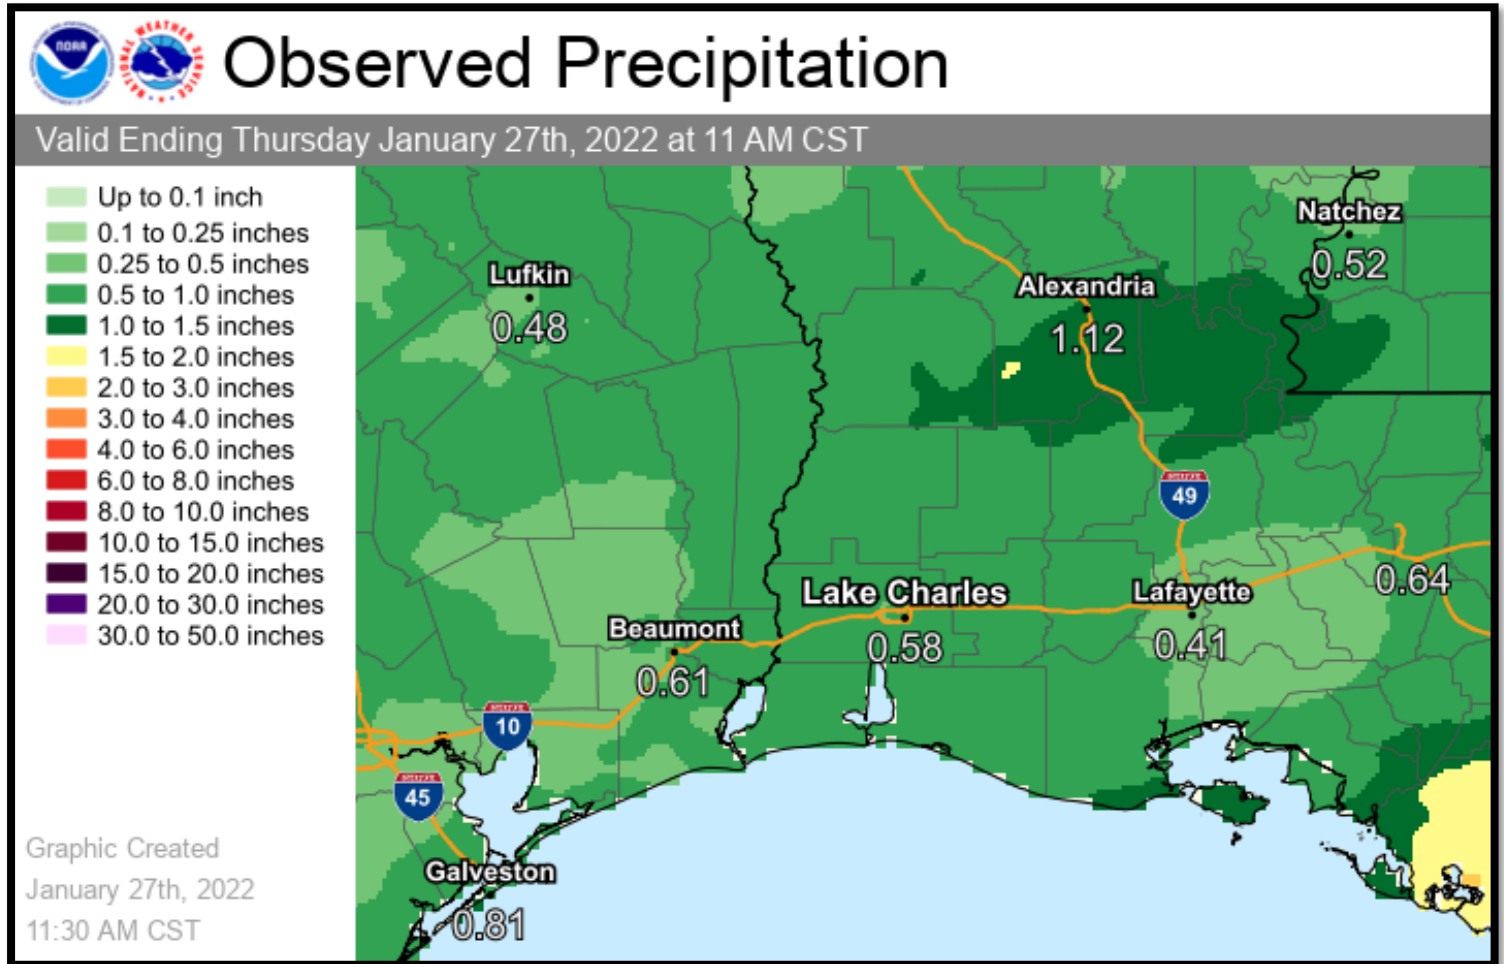 NOAA
NATIONAL WEATHER SERVICE
Observed Precipitation
Valid Ending Thursday January 27th, 2022 at 11 AM CST
Up to 0.1 inch
0.1 to 0.25 inches
0.25 to 0.5 inches
0.5 to 1.0 inches
1.0 to 1.5 inches
1.5 to 2.0 inches
2.0 to 3.0 inches
3.0 to 4.0 inches
4.0 to 6.0 inches
6.0 to 8.0 inches
8.0 to 10.0 inches
10.0 to 15.0 inches
15.0 to 20.0 inches
20.0 to 30.0 inches
30.0 to 50.0 inches
Graphic Created
January 27th, 2022
11:30 AM CST
Natchez
0.52
Lufkin
0.48
Alexandria
1.12
49
Lake Charles
0.58
Lafayette
0.41
0.64
Beaumont
0.61
10
45
Galveston
0.81